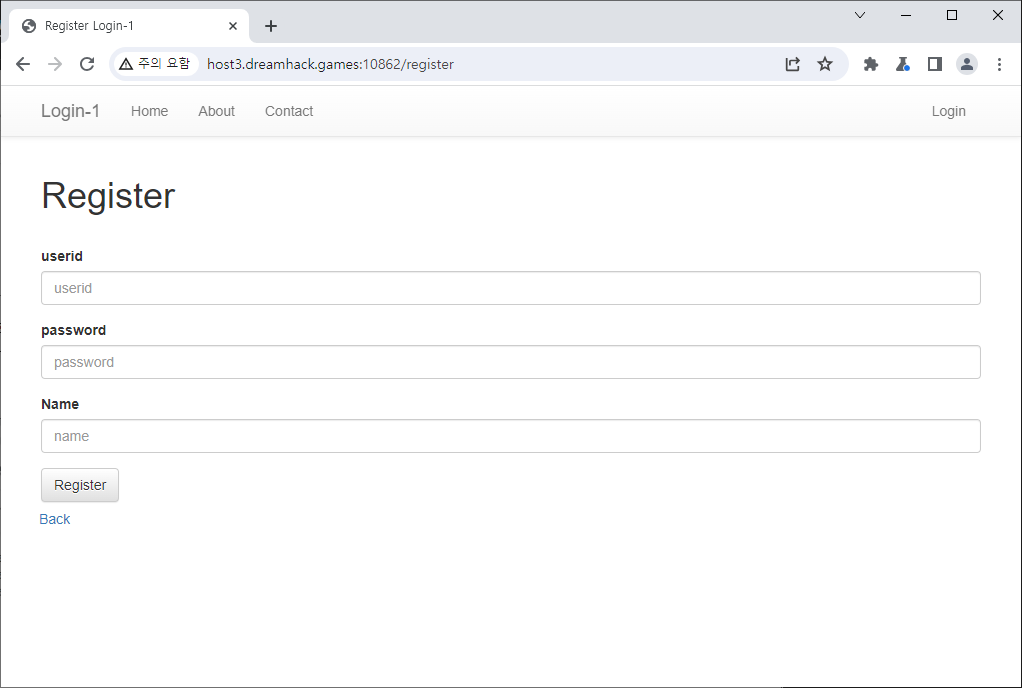 Register Login-1
주의 요함 host3.dreamhack.games:10862/register
Login-1 Home About Contact Login
Register
userid
userid
password
password
Name
name
Register
Back